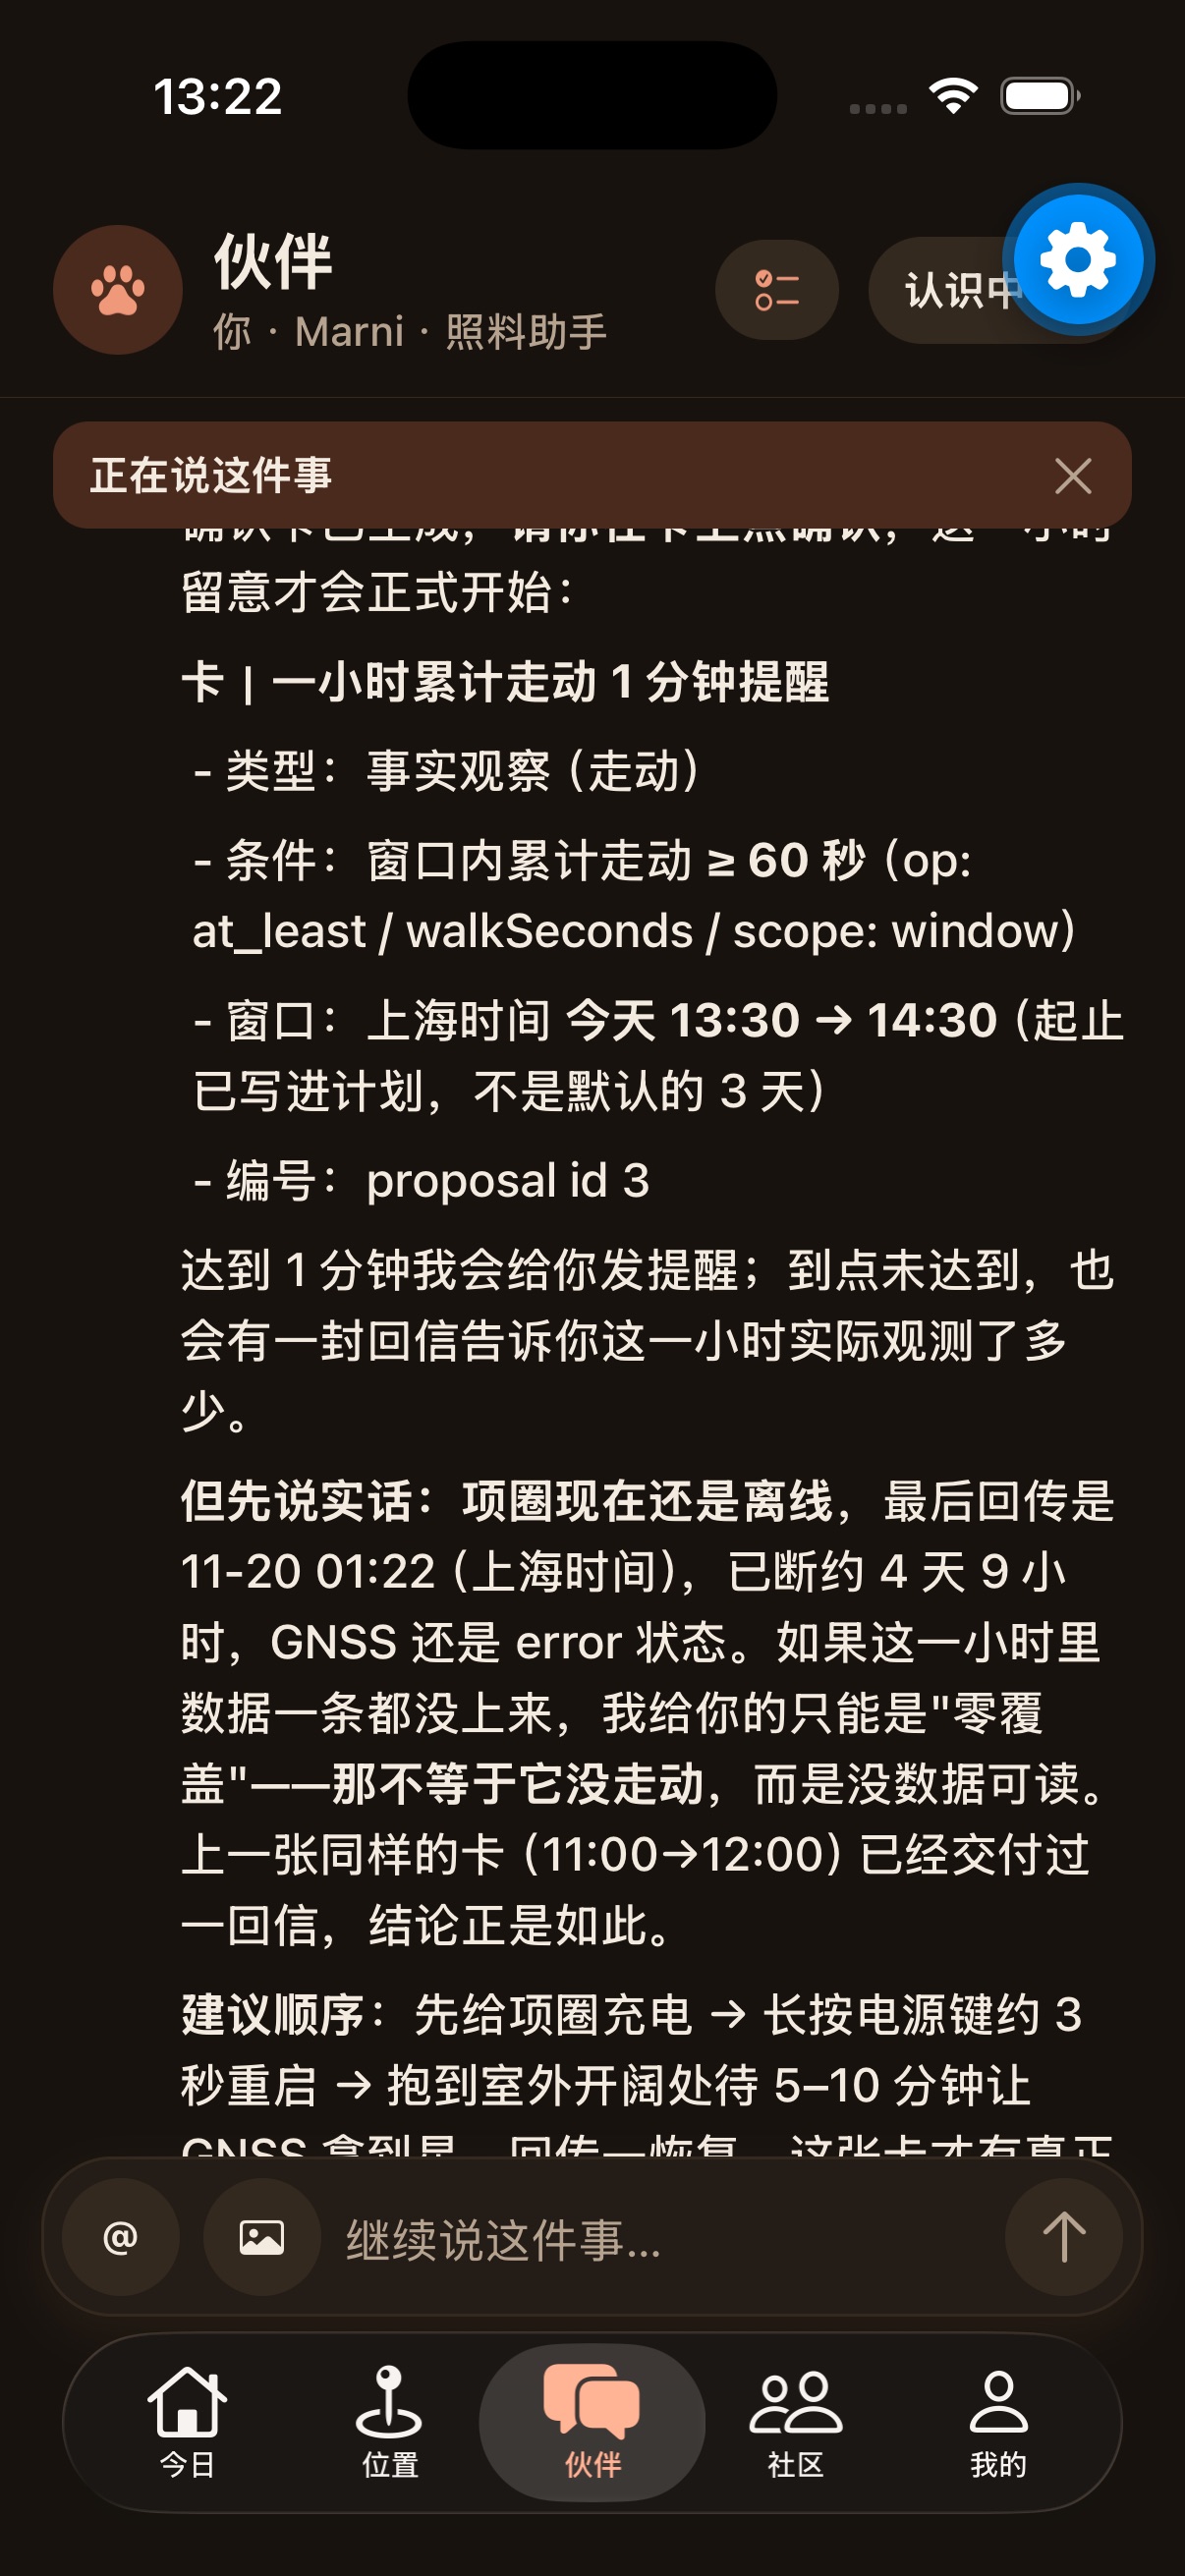 13:22
伙伴
你 · Marni · 照料助手
认识中
正在说这件事
留意才会正式开始：
卡 | 一小时累计走动 1 分钟提醒
- 类型：事实观察（走动）
- 条件：窗口内累计走动 ≥ 60 秒（op:
at_least / walkSeconds / scope: window）
- 窗口：上海时间 今天 13:30 → 14:30（起止
已写进计划，不是默认的 3 天）
- 编号：proposal id 3
达到 1 分钟我会给你发提醒；到点未达到，也
会有一封回信告诉你这一小时实际观测了多
少。
但先说实话：项圈现在还是离线，最后回传是
11-20 01:22（上海时间），已断约 4 天 9 小
时，GNSS 还是 error 状态。如果这一小时里
数据一条都没上来，我给你的只能是"零覆
盖"——那不等于它没走动，而是没数据可读。
上一张同样的卡（11:00→12:00）已经交付过
一回信，结论正是如此。
建议顺序：先给项圈充电 → 长按电源键约 3
秒重启 → 抱到室外开阔处待 5–10 分钟让
@
继续说这件事...
今日
位置
伙伴
社区
我的